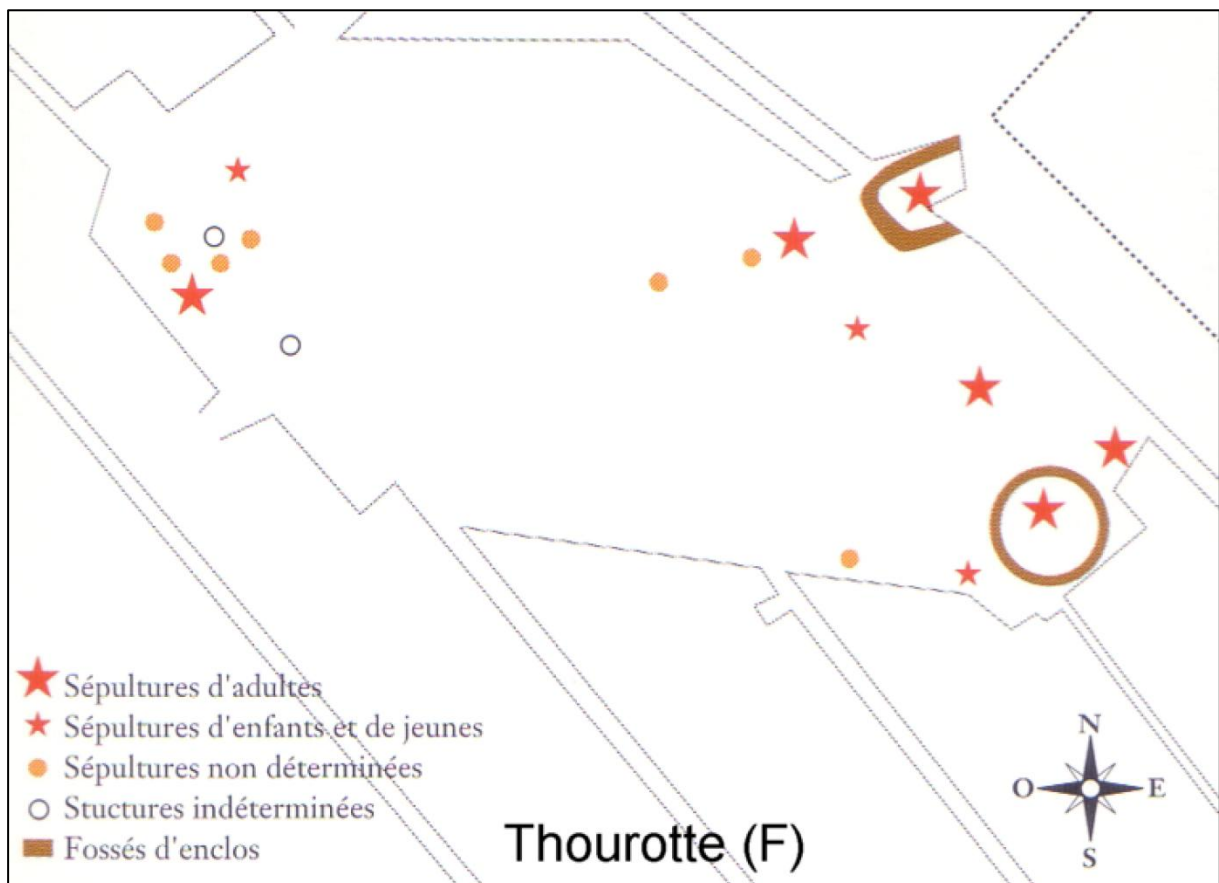 Sépultures d'adultes
Sépultures d'enfants et de jeunes
Sépultures non déterminées
Stuctures indéterminées
Fossés d'enclos
Thourotte (F)
N
O E
S